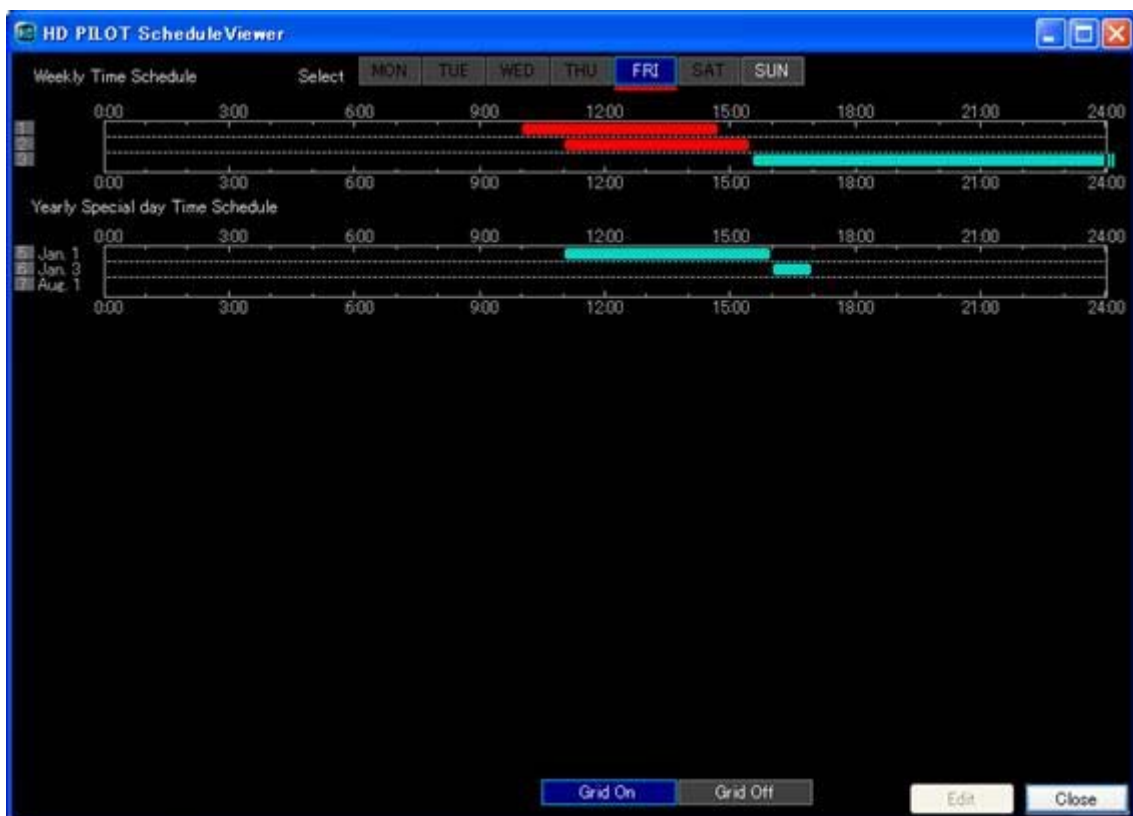 HD PILOT ScheduleViewer
Weekly Time Schedule Select MON TUE WED THU FRI SAT SUN
0:00 3:00 6:00 9:00 12:00 15:00 18:00 21:00 24:00
1
2
3
0:00 3:00 6:00 9:00 12:00 15:00 18:00 21:00 24:00
Yearly Special day Time Schedule
0:00 3:00 6:00 9:00 12:00 15:00 18:00 21:00 24:00
5 Jan. 1
6 Jan. 3
7 Aug. 1
0:00 3:00 6:00 9:00 12:00 15:00 18:00 21:00 24:00
Grid On Grid Off Edit Close